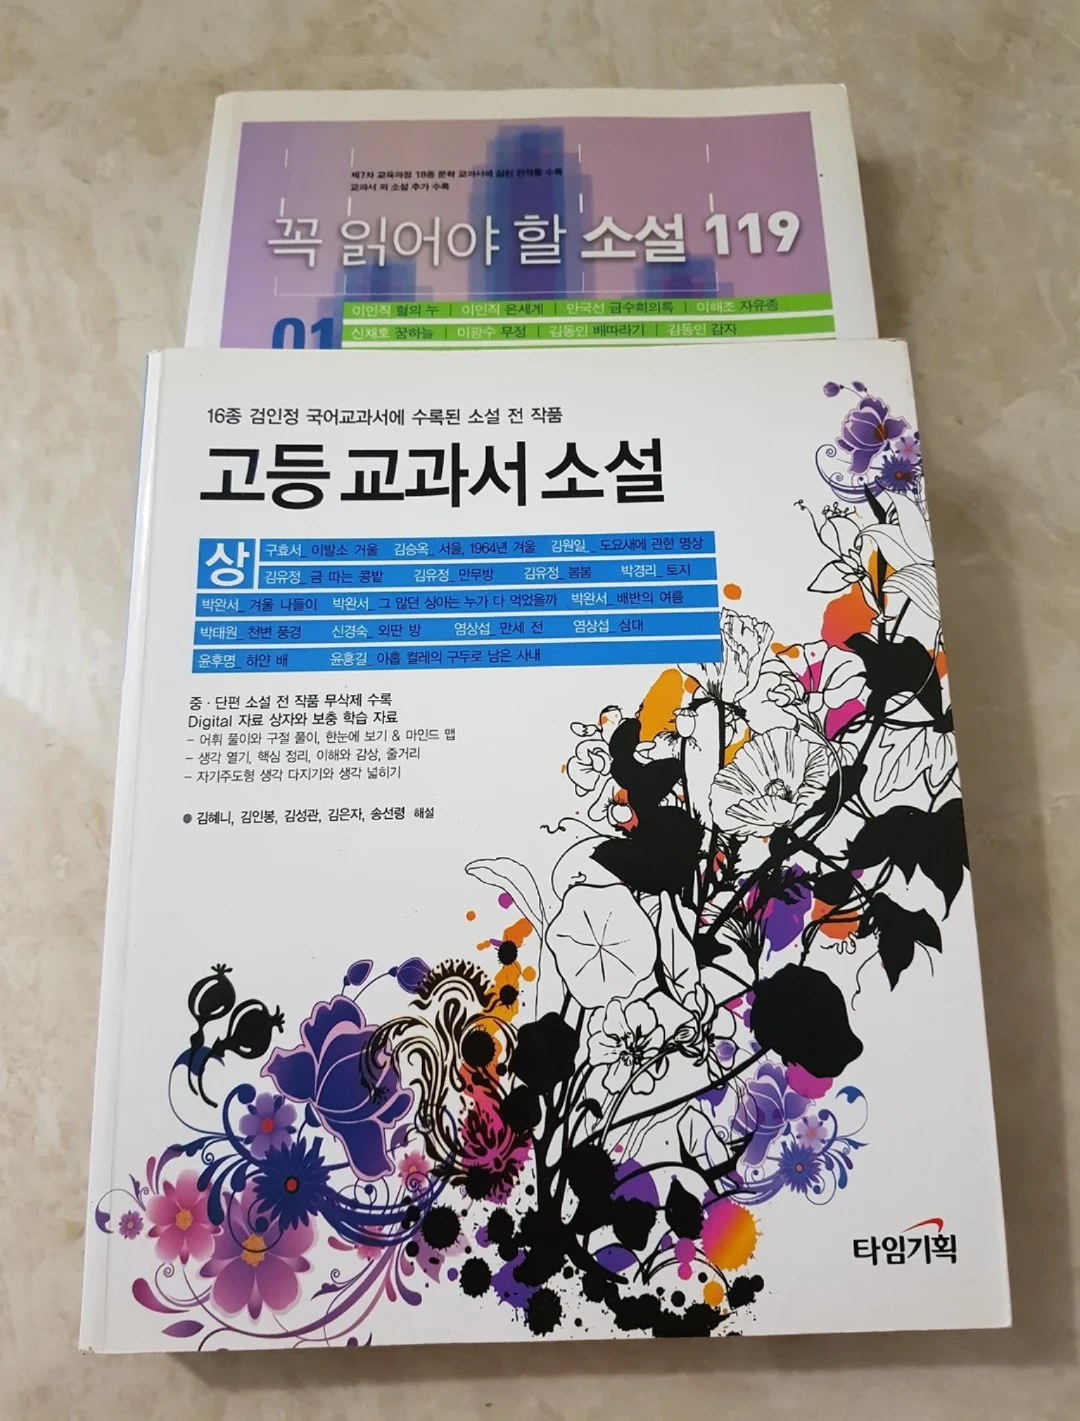 제7차 교육과정 18종 문학 교과서에 실린 전작품 수록
교과서 외 소설 추가 수록
꼭 읽어야 할 소설 119
이인직 혈의 누 | 이인직 은세계 | 안국선 금수회의록 | 이해조 자유종
01 신채호 꿈하늘 | 이광수 무정 | 김동인 배따라기 | 김동인 감자
16종 검인정 국어교과서에 수록된 소설 전 작품
고등 교과서 소설
상
구효서_ 이발소 거울 김승옥_ 서울, 1964년 겨울 김원일_ 도요새에 관한 명상
김유정_ 금 따는 콩밭 김유정_ 만무방 김유정_ 봄봄 박경리_ 토지
박완서_ 겨울 나들이 박완서_ 그 많던 싱아는 누가 다 먹었을까 박완서_ 배반의 여름
박태원_ 천변 풍경 신경숙_ 외딴 방 염상섭_ 만세 전 염상섭_ 삼대
윤후명_ 하얀 배 윤흥길_ 아홉 켤레의 구두로 남은 사내
중·단편 소설 전 작품 무삭제 수록
Digital 자료 상자와 보충 학습 자료
- 어휘 풀이와 구절 풀이, 한눈에 보기 & 마인드 맵
- 생각 열기, 핵심 정리, 이해와 감상, 줄거리
- 자기주도형 생각 다지기와 생각 넓히기
● 김혜니, 김인봉, 김성관, 김은자, 송선령 해설
타임기획